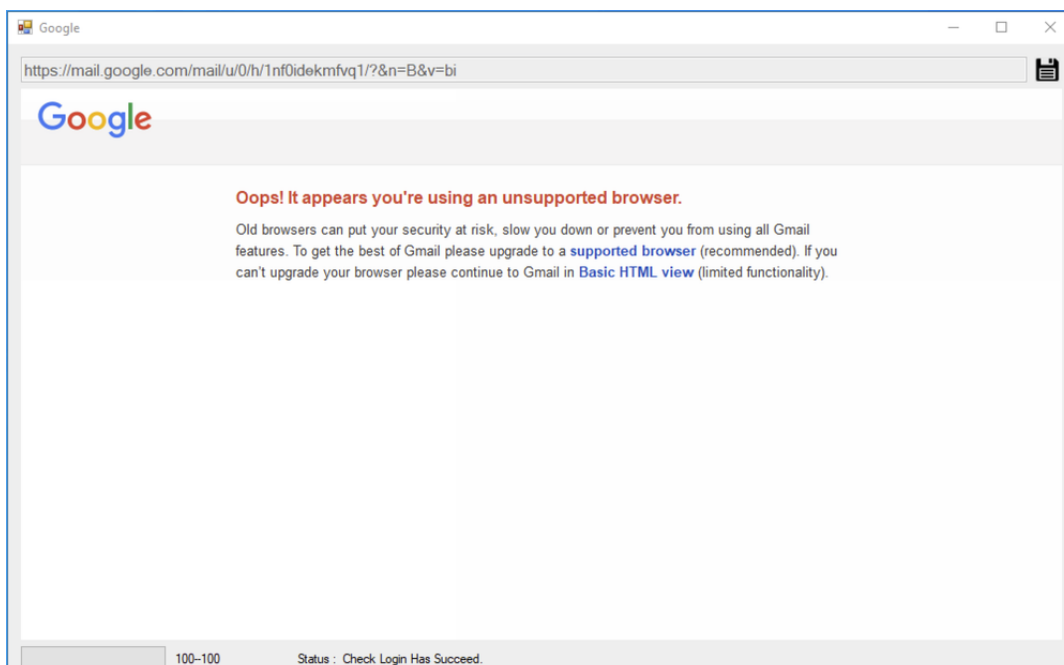 Google
https://mail.google.com/mail/u/0/h/1nf0idekmfvq1/?&n=B&v=bi
Google
Oops! It appears you're using an unsupported browser.
Old browsers can put your security at risk, slow you down or prevent you from using all Gmail
features. To get the best of Gmail please upgrade to a supported browser (recommended). If you
can't upgrade your browser please continue to Gmail in Basic HTML view (limited functionality).
100--100 Status : Check Login Has Succeed.